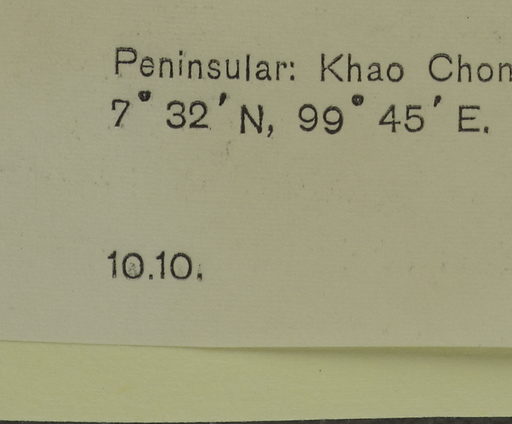 Peninsular: Khao Chon
7° 32′ N, 99° 45′ E.
10.10.